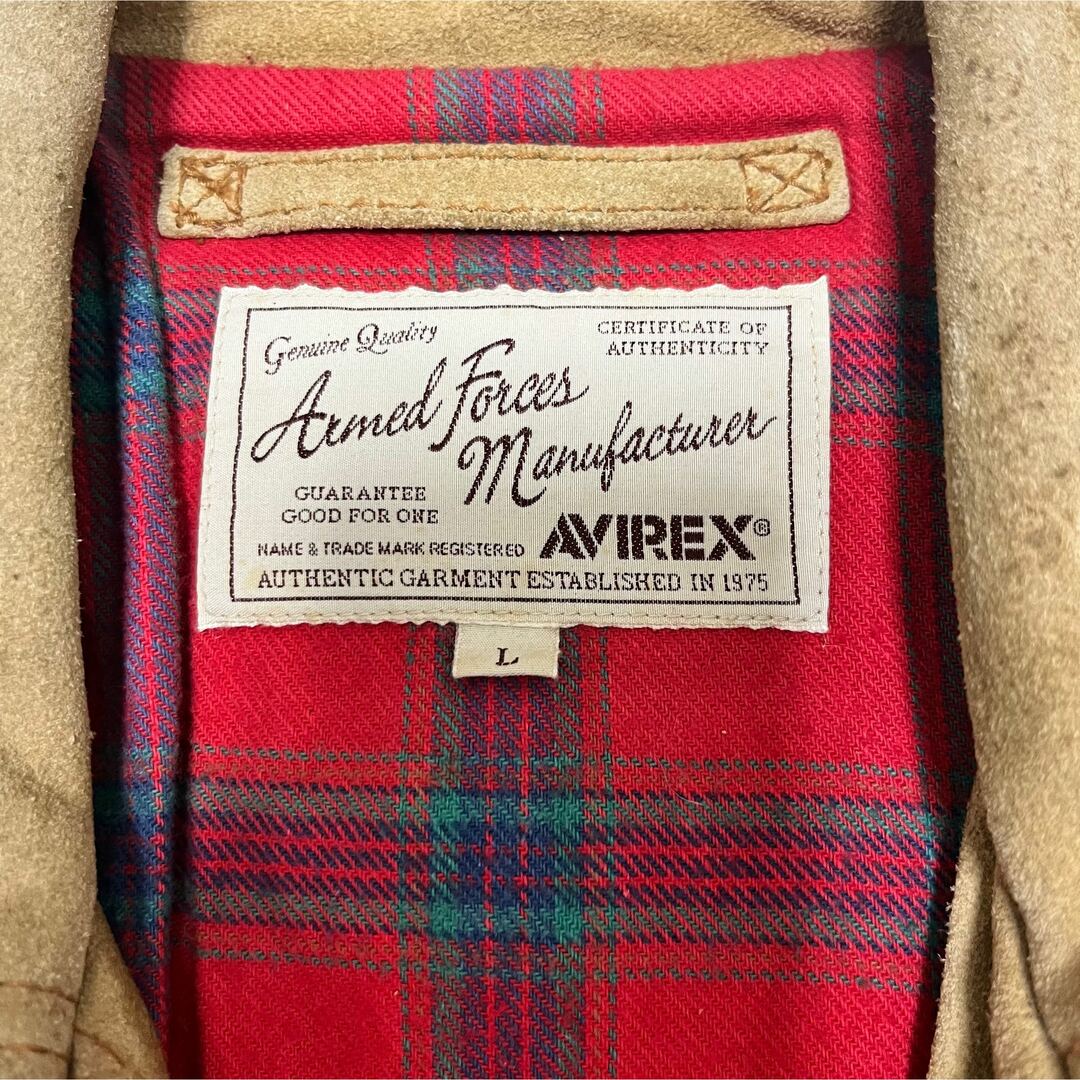 Genuine Quality
CERTIFICATE OF
AUTHENTICITY
Armed Forces
Manufacturer
GUARANTEE
GOOD FOR ONE
NAME & TRADE MARK REGISTERED
AVIREX®
AUTHENTIC GARMENT ESTABLISHED IN 1975
L